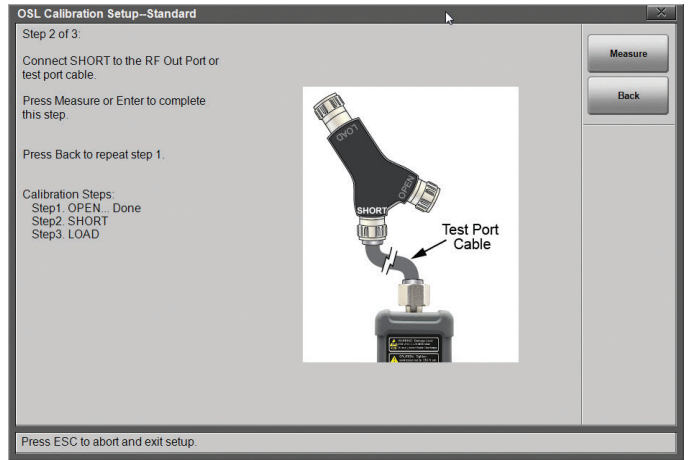 OSL Calibration Setup--Standard
Step 2 of 3:
Connect SHORT to the RF Out Port or
test port cable.
Press Measure or Enter to complete
this step.
Press Back to repeat step 1.
Calibration Steps:
Step1. OPEN... Done
Step2. SHORT
Step3. LOAD
LOAD
OPEN
SHORT
Test Port
Cable
Measure
Back
Press ESC to abort and exit setup.